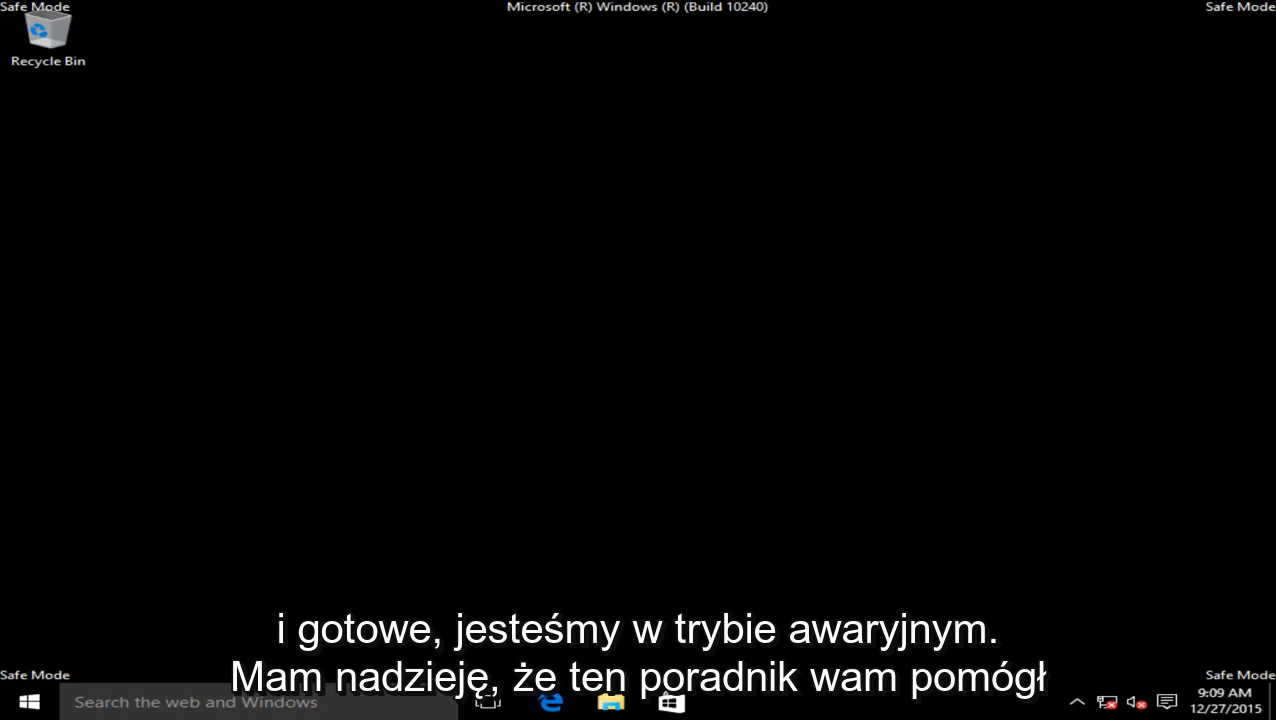 Safe Mode
Microsoft (R) Windows (R) (Build 10240)
Safe Mode
Recycle Bin
i gotowe, jesteśmy w trybie awaryjnym.
Mam nadzieję, że ten poradnik wam pomógł
Safe Mode
Safe Mode
Search the web and Windows
9:09 AM
12/27/2015